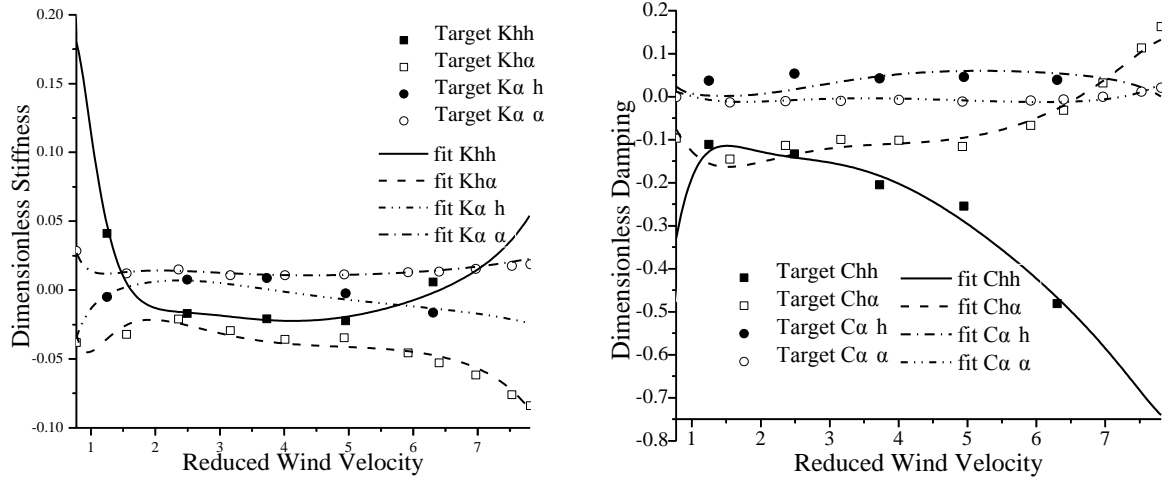 0.20
0.15
0.10
0.05
0.00
-0.05
-0.10
Dimensionless Stiffness
1 2 3 4 5 6 7
Reduced Wind Velocity
Target Khh
Target Khα
Target Kα h
Target Kα α
fit Khh
fit Khα
fit Kα h
fit Kα α
0.2
0.1
0.0
-0.1
-0.2
-0.3
-0.4
-0.5
-0.6
-0.7
-0.8
Dimensionless Damping
1 2 3 4 5 6 7
Reduced Wind Velocity
Target Chh
Target Chα
Target Cα h
Target Cα α
fit Chh
fit Chα
fit Cα h
fit Cα α